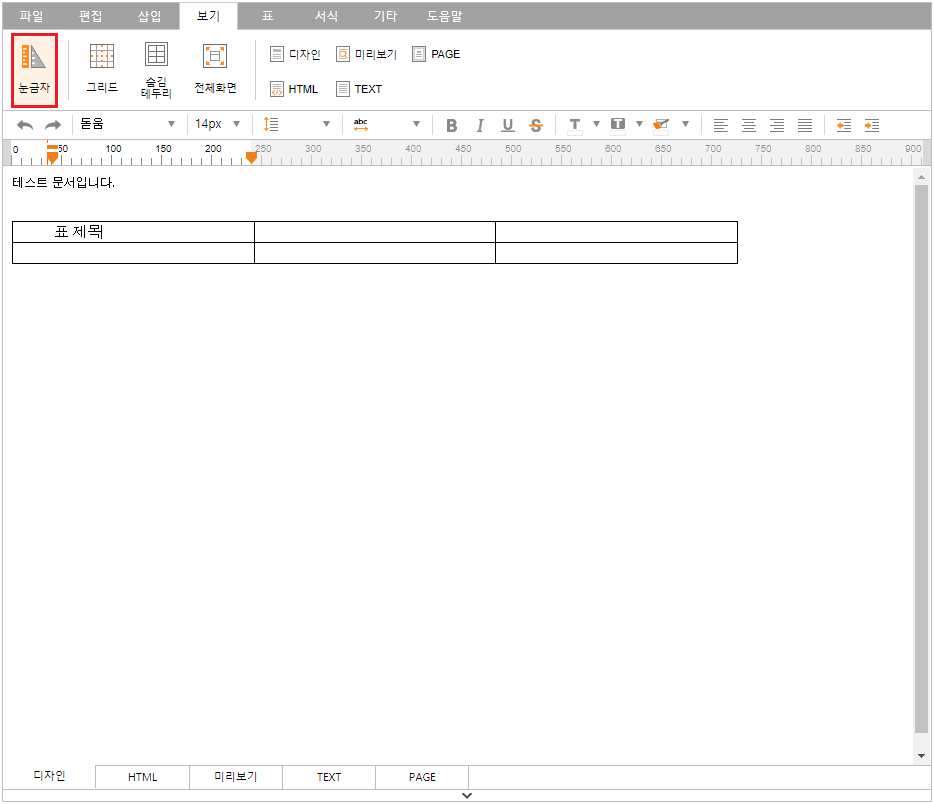 파일 편집 삽입 보기 표 서식 기타 도움말
눈금자 그리드 숨김 테두리 전체화면
디자인 미리보기 PAGE
HTML TEXT
돋움 14px abc B I U S T T
0 50 100 150 200 250 300 350 400 450 500 550 600 650 700 750 800 850 900
테스트 문서입니다.
표 제목
디자인 HTML 미리보기 TEXT PAGE